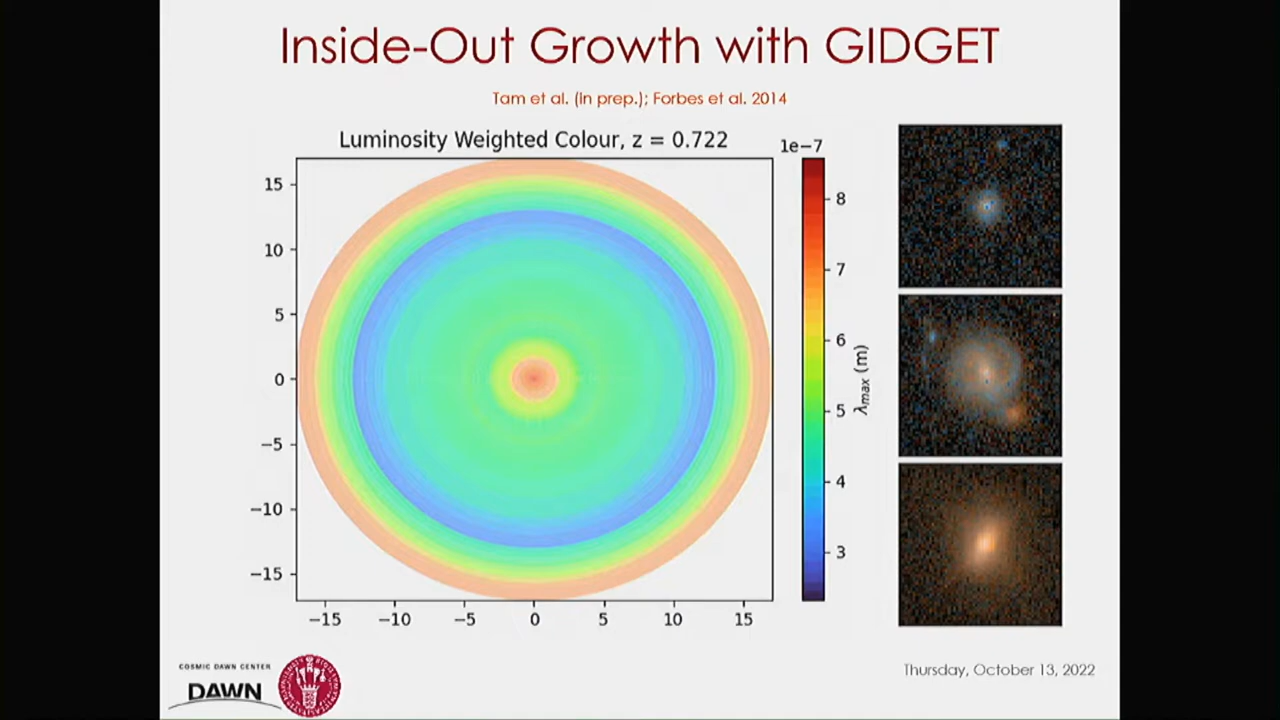 Inside-Out Growth with GIDGET
Tam et al. (in prep.); Forbes et al. 2014
Luminosity Weighted Colour, z = 0.722
1e−7
15
10
5
0
−5
−10
−15
−15 −10 −5 0 5 10 15
8
7
6
5
4
3
λmax (m)
COSMIC DAWN CENTER
DAWN
Thursday, October 13, 2022